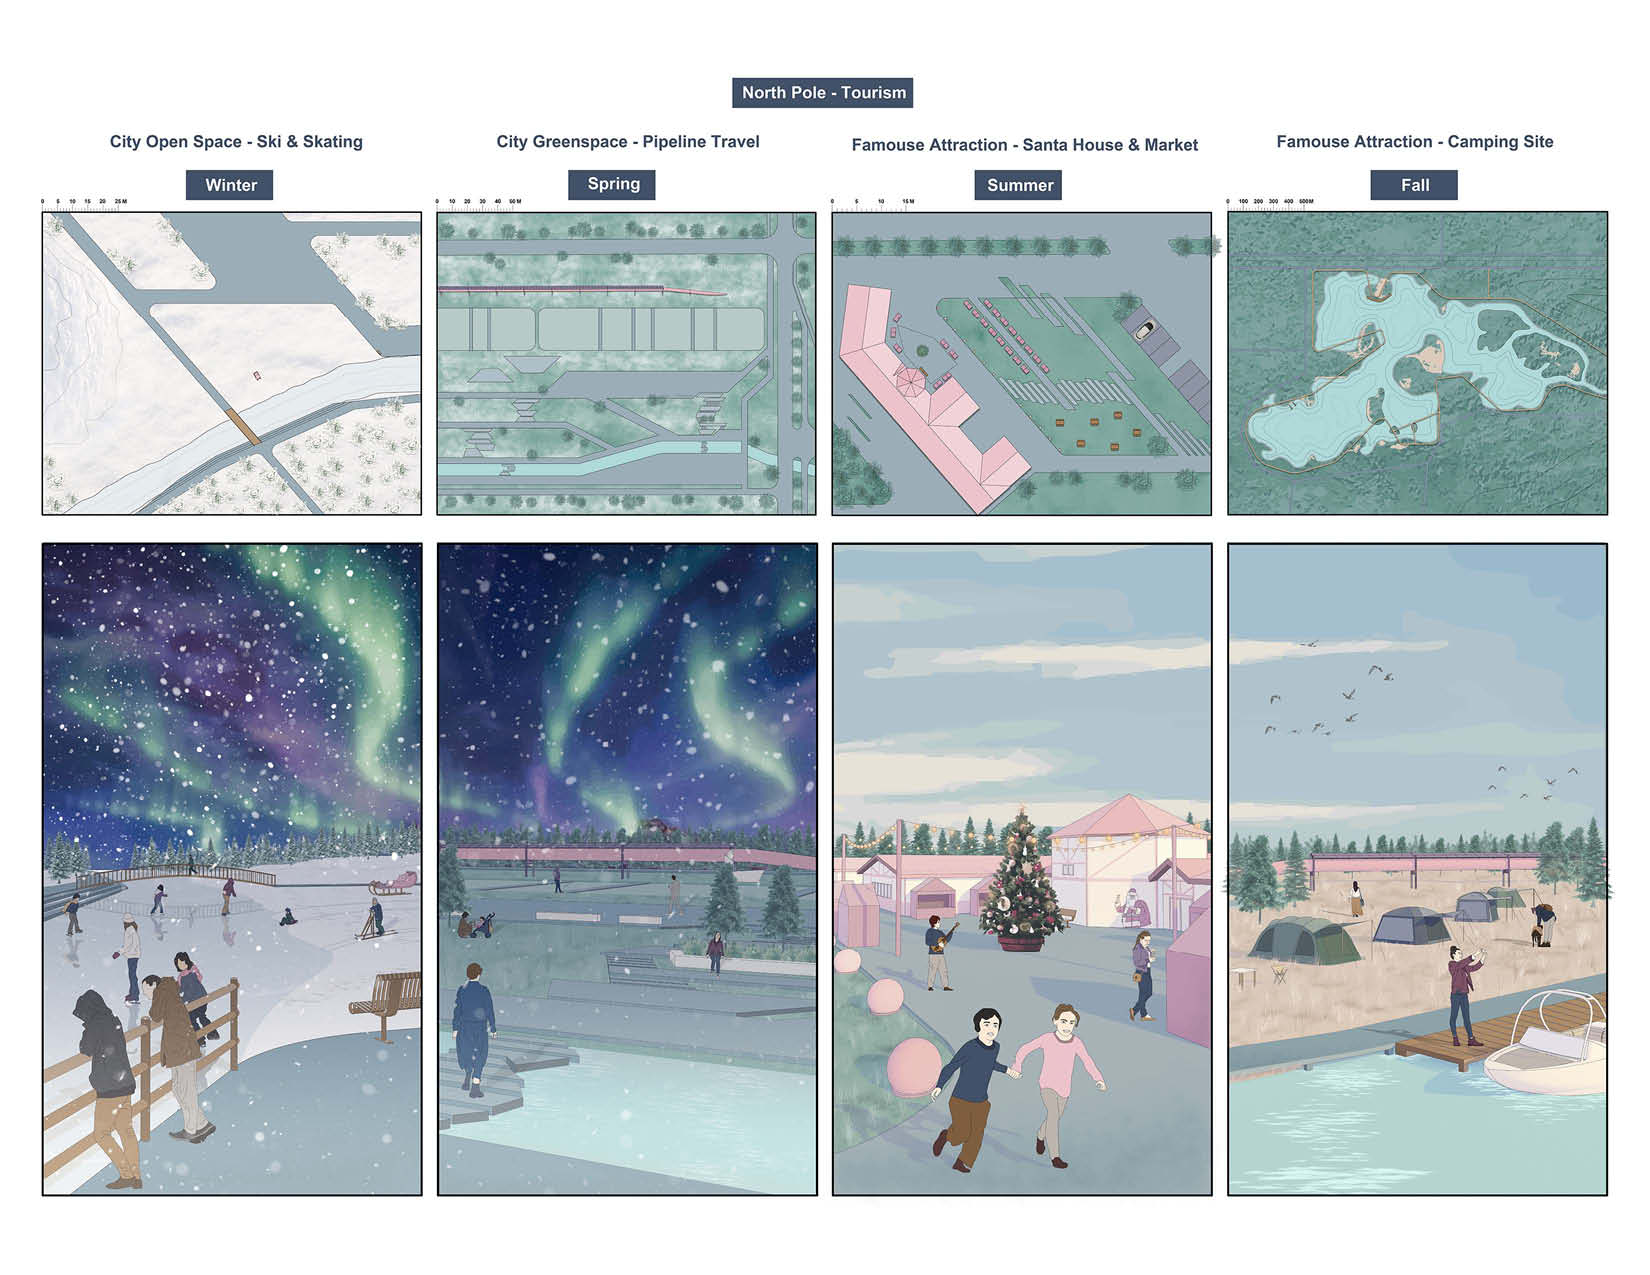 North Pole - Tourism
City Open Space - Ski & Skating
City Greenspace - Pipeline Travel
Famouse Attraction - Santa House & Market
Famouse Attraction - Camping Site
Winter
Spring
Summer
Fall
0 5 10 15 20 25 M
0 10 20 30 40 50 M
0 5 10 15 M
0 100 200 300 400 500M